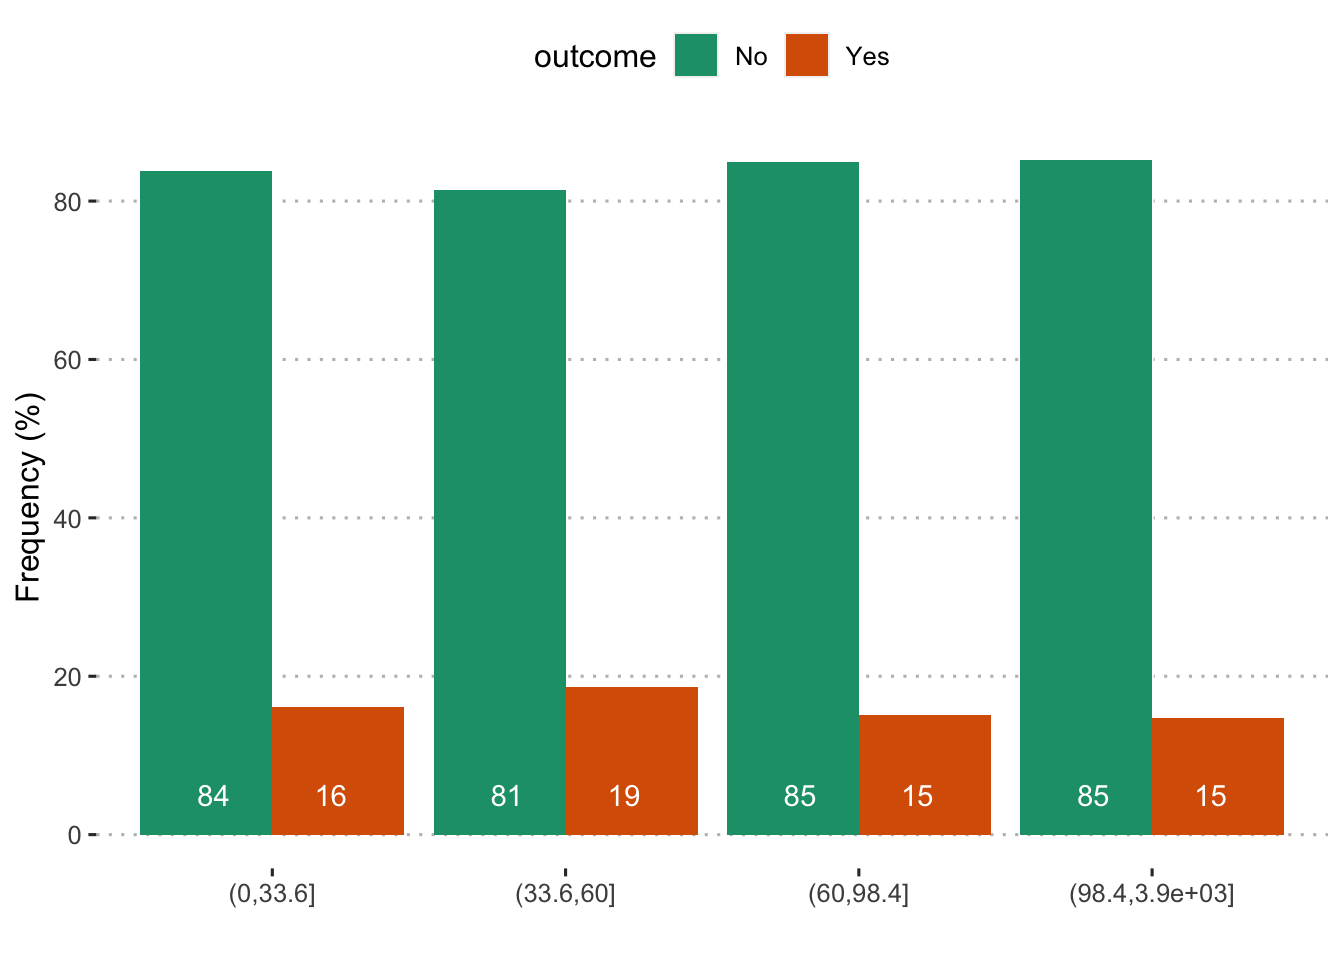 outcome No Yes
Frequency (%)
80
60
40
20
0
84 16 81 19 85 15 85 15
(0,33.6] (33.6,60] (60,98.4] (98.4,3.9e+03]